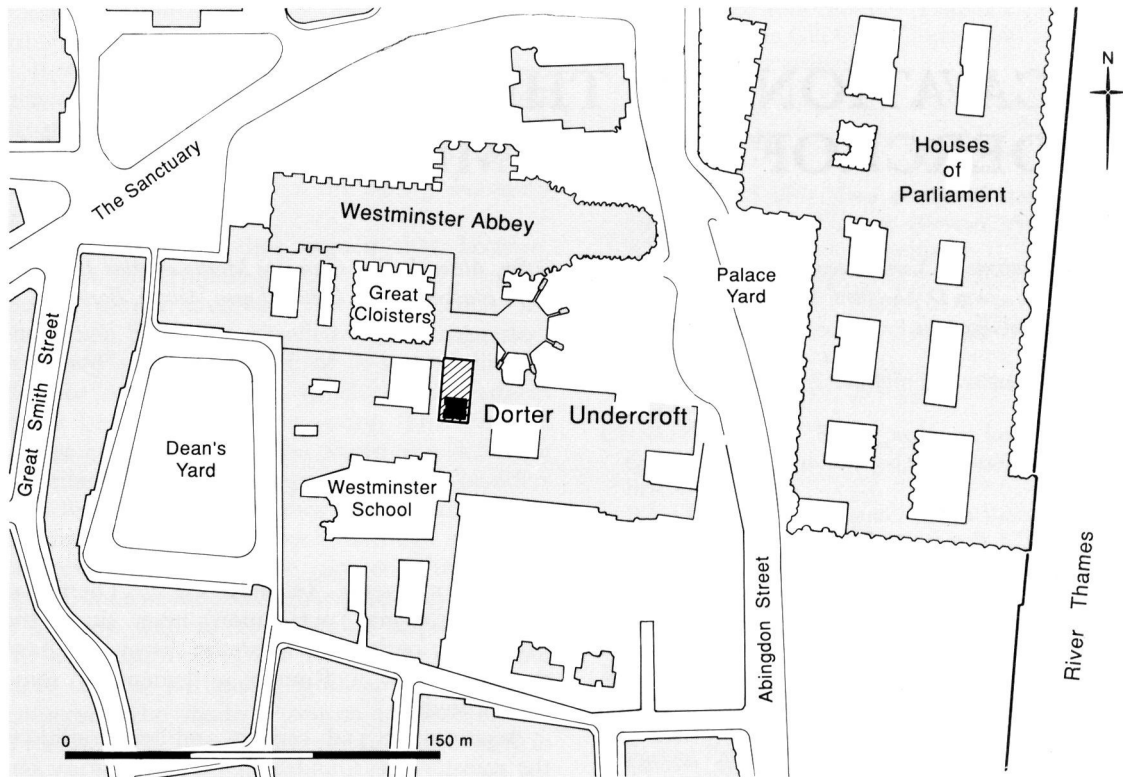 N
The Sanctuary
Westminster Abbey
Houses
of
Parliament
Great
Cloisters
Palace
Yard
Great Smith Street
Dean's
Yard
Dorter Undercroft
Westminster
School
Abingdon Street
River Thames
0
150 m